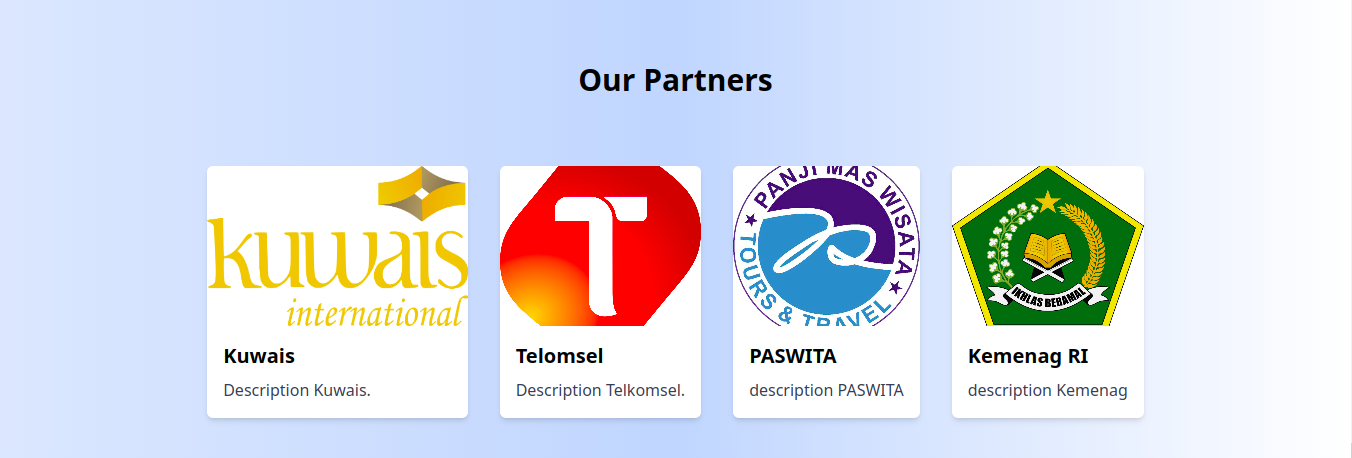 Our Partners
kuwais
international
T
PANJI MAS WISATA
TOURS & TRAVEL
IKHLAS BERAMAL
Kuwais
Telomsel
PASWITA
Kemenag RI
Description Kuwais.
Description Telkomsel.
description PASWITA
description Kemenag